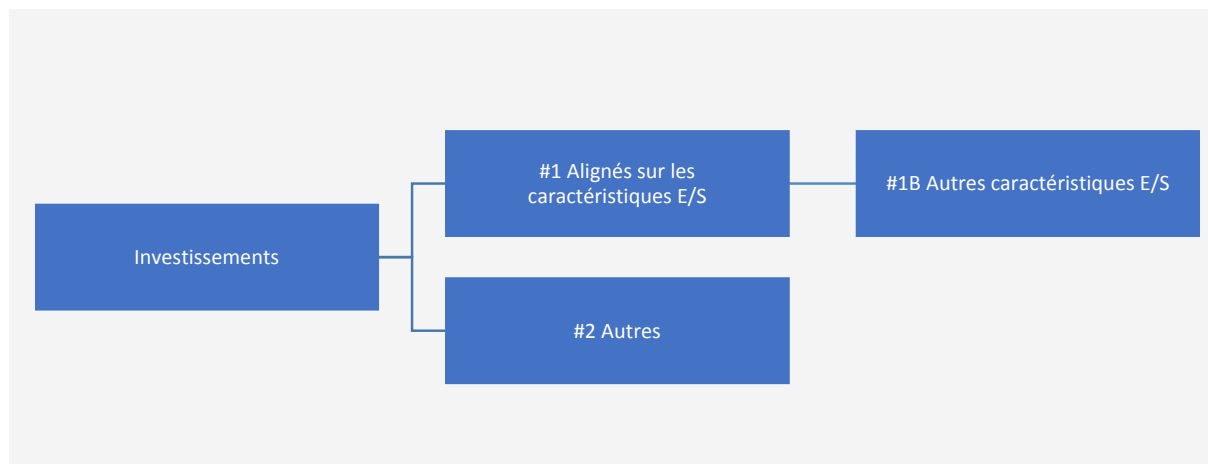 #1 Alignés sur les
caractéristiques E/S
#1B Autres caractéristiques E/S
Investissements
#2 Autres